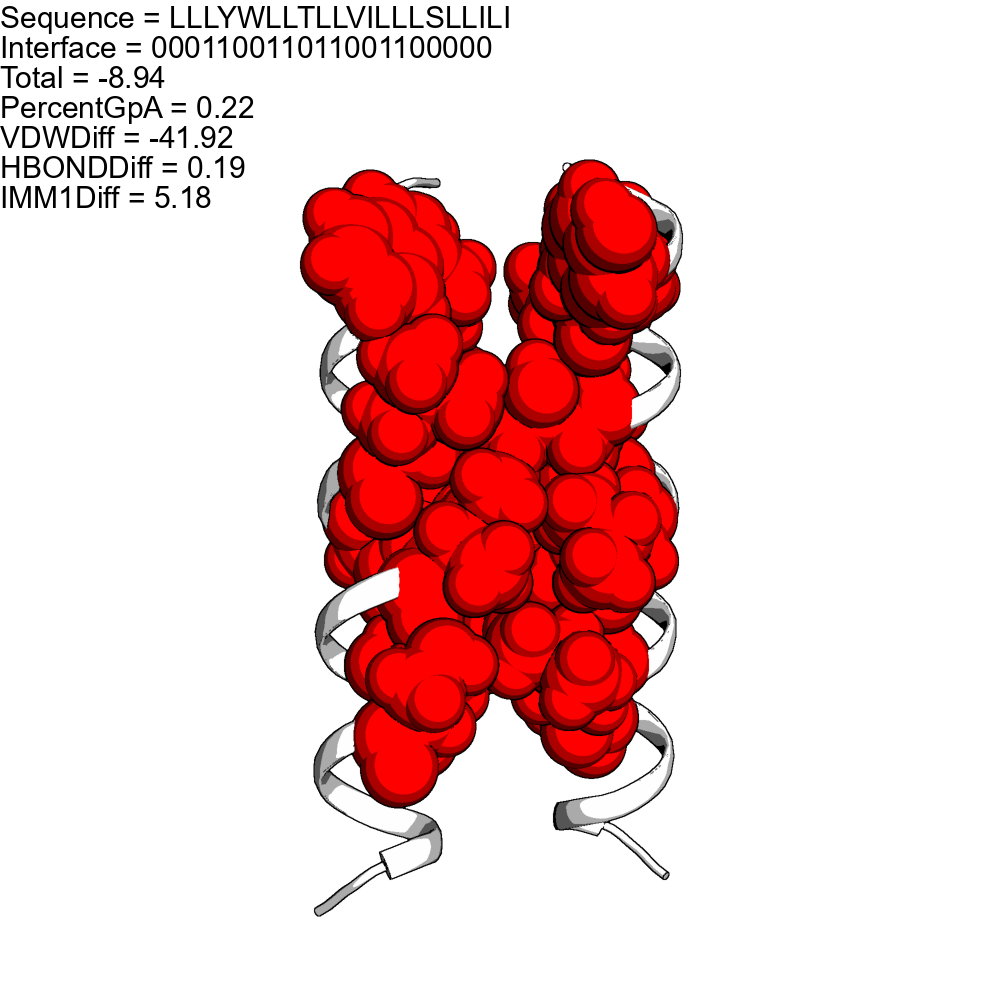 Sequence = LLLYWLLTLLVILLLSLLILI
Interface = 000110011011001100000
Total = -8.94
PercentGpA = 0.22
VDWDiff = -41.92
HBONDDiff = 0.19
IMM1Diff = 5.18